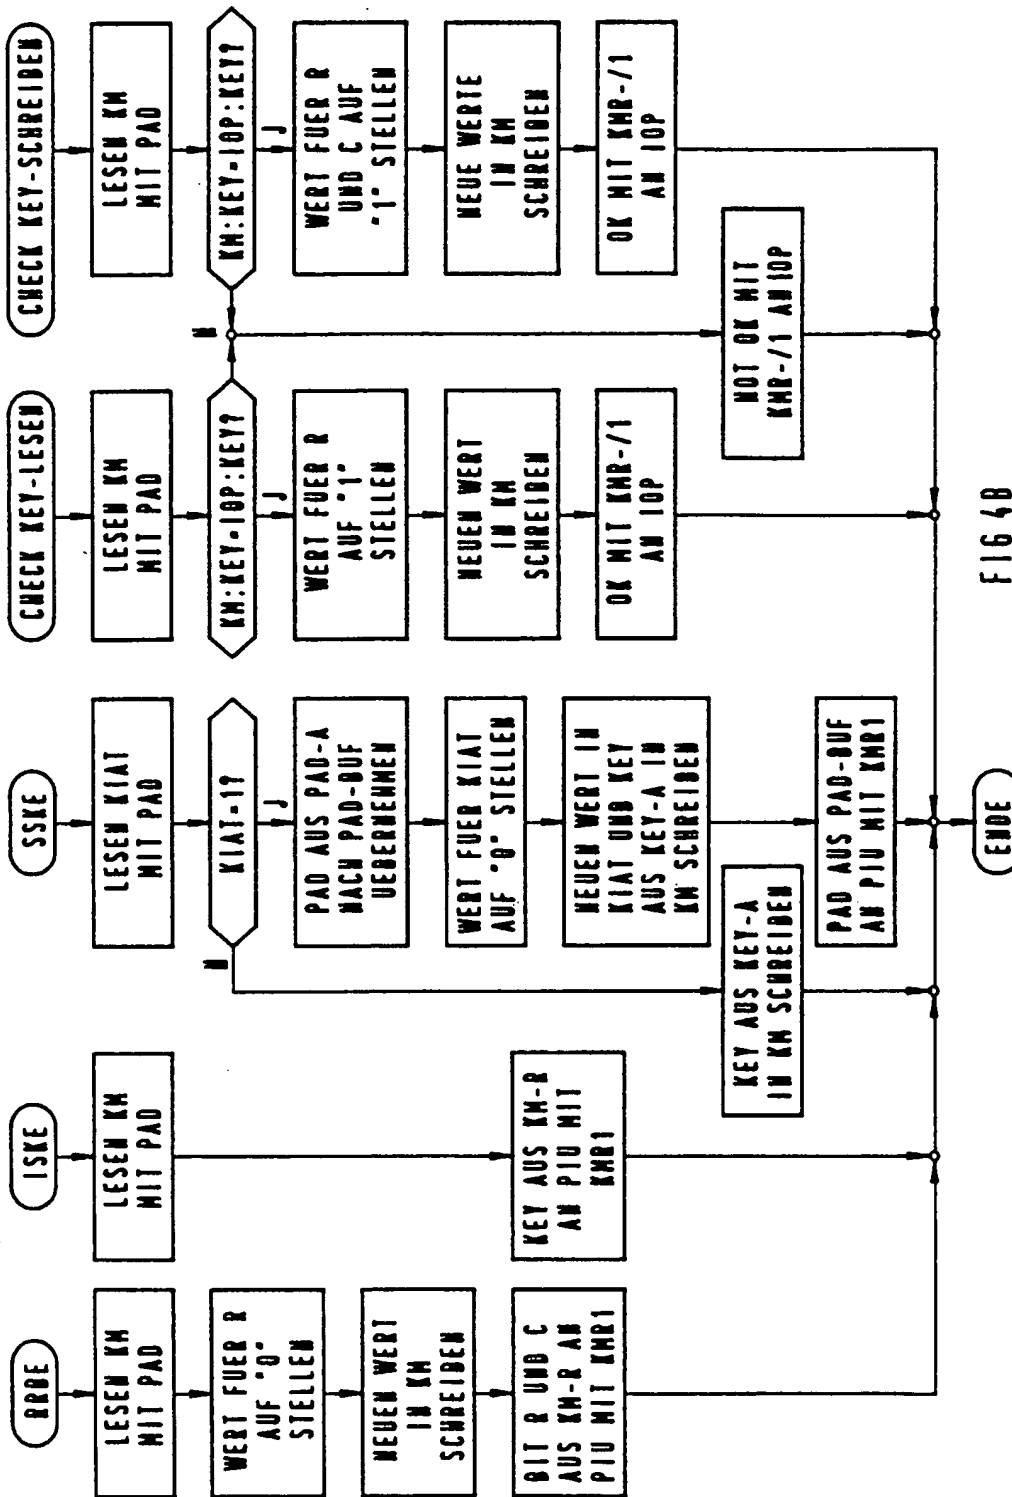 RRBE
LESEN KM
MIT PAD
WERT FUER R
AUF "0"
STELLEN
NEUEN WERT
IN KM
SCHREIBEN
BIT R UND C
AUS KM-R AN
PIU MIT KMR1
ISKE
LESEN KM
MIT PAD
KEY AUS KM-R
AN PIU MIT
KMR1
SSKE
LESEN KIAT
MIT PAD
KIAT=1?
N
J
PAD AUS PAD-A
NACH PAD-BUF
UEBERNEHMEN
WERT FUER KIAT
AUF "0" STELLEN
NEUEN WERT IN
KIAT UND KEY
AUS KEY-A IN
KM SCHREIBEN
KEY AUS KEY-A
IN KM SCHREIBEN
PAD AUS PAD-BUF
AN PIU MIT KMR1
CHECK KEY-LESEN
LESEN KM
MIT PAD
KM:KEY=IOP:KEY?
N
J
WERT FUER R
AUF "1"
STELLEN
NEUEN WERT
IN KM
SCHREIBEN
OK MIT KMR-/1
AN IOP
NOT OK MIT
KMR-/1 AN IOP
CHECK KEY-SCHREIBEN
LESEN KM
MIT PAD
KM:KEY=IOP:KEY?
J
WERT FUER R
UND C AUF
"1" STELLEN
NEUE WERTE
IN KM
SCHREIBEN
OK MIT KMR-/1
AN IOP
ENDE
FIG 4B